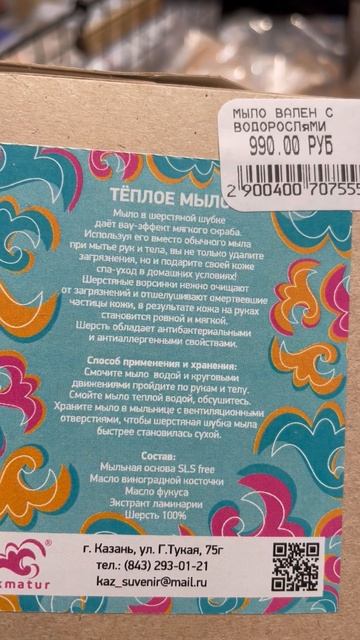 МЫЛО ВАЛЕН С
ВОДОРОСЛяМИ
990.00 РУБ
2 900400 70755
ТЁПЛОЕ МЫЛО
Мыло в шерстяной шубке
даёт вау-эффект мягкого скраба.
Используя его вместо обычного мыла
при мытье рук и тела, вы не только удалите
загрязнения, но и подарите своей коже
спа-уход в домашних условиях!
Шерстяные ворсинки нежно очищают
от загрязнений и отшелушивают омертвевшие
частицы кожи, в результате кожа на руках
становится ровной и мягкой.
Шерсть обладает антибактериальными
и антиаллергенными свойствами.
Способ применения и хранения:
Смочите мыло водой и круговыми
движениями пройдите по рукам и телу.
Смойте мыло теплой водой, обсушитесь.
Храните мыло в мыльнице с вентиляционными
отверстиями, чтобы шерстяная шубка мыла
быстрее становилась сухой.
Состав:
Мыльная основа SLS free
Масло виноградной косточки
Масло фукуса
Экстракт ламинарии
Шерсть 100%
г. Казань, ул. Г.Тукая, 75г
тел.: (843) 293-01-21
kaz_suvenir@mail.ru